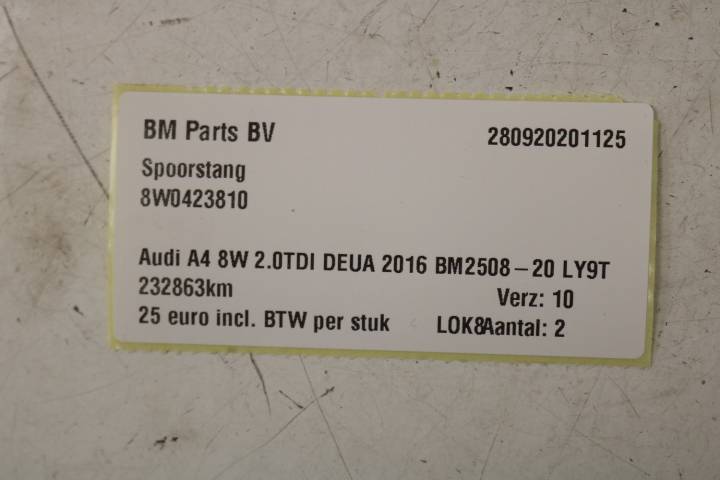 BM Parts BV 280920201125
Spoorstang
8W0423810
Audi A4 8W 2.0TDI DEUA 2016 BM2508-20 LY9T
232863km Verz: 10
25 euro incl. BTW per stuk LOK8Aantal: 2